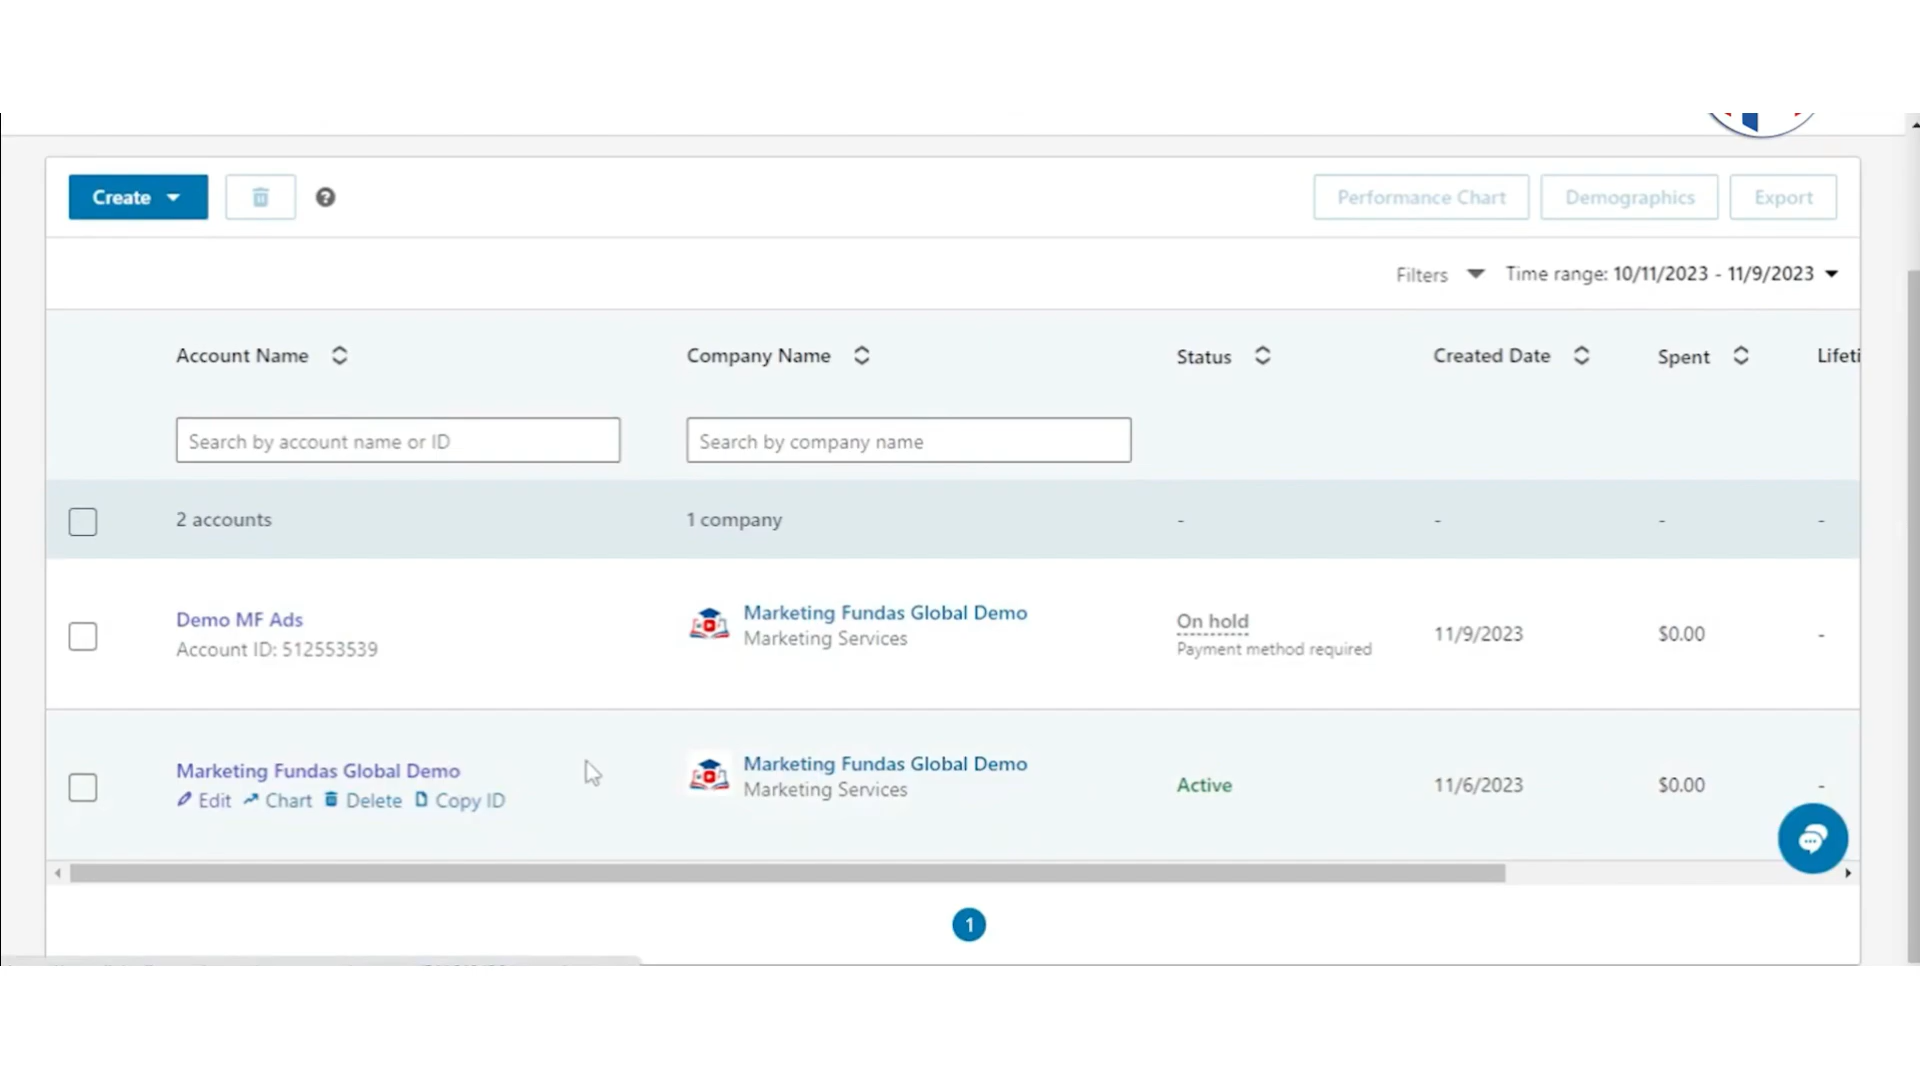 Create
Performance Chart
Demographics
Export
Filters
Time range: 10/11/2023 - 11/9/2023
Account Name
Company Name
Status
Created Date
Spent
Lifeti
Search by account name or ID
Search by company name
2 accounts
1 company
-
-
-
-
Demo MF Ads
Account ID: 512553539
Marketing Fundas Global Demo
Marketing Services
On hold
Payment method required
11/9/2023
$0.00
-
Marketing Fundas Global Demo
Edit Chart Delete Copy ID
Marketing Fundas Global Demo
Marketing Services
Active
11/6/2023
$0.00
-
1